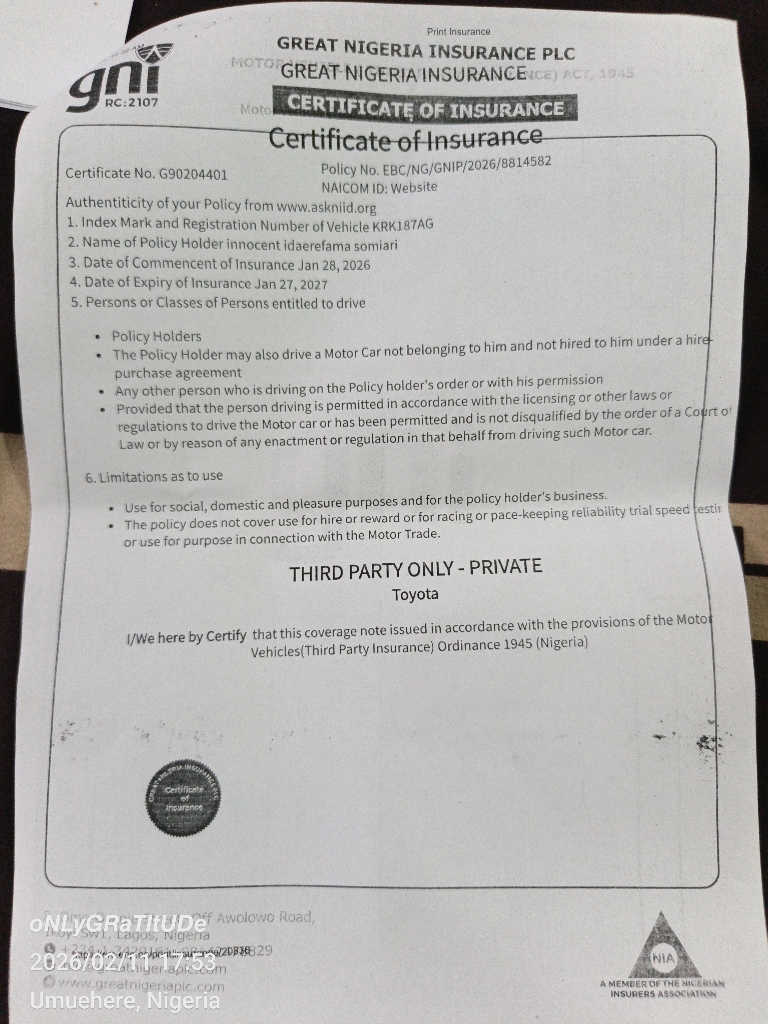 Print Insurance
GREAT NIGERIA INSURANCE PLC
gni
RC:2107
MOTOR NCE) ACT, 1945
GREAT NIGERIA INSURANCE
Moto
CERTIFICATE OF INSURANCE
Certificate of Insurance
Certificate No. G90204401
Policy No. EBC/NG/GNIP/2026/8814582
NAICOM ID: Website
Authentiticity of your Policy from www.askniid.org
1. Index Mark and Registration Number of Vehicle KRK187AG
2. Name of Policy Holder innocent idaerefama somiari
3. Date of Commencent of Insurance Jan 28, 2026
4. Date of Expiry of Insurance Jan 27, 2027
5. Persons or Classes of Persons entitled to drive
• Policy Holders
• The Policy Holder may also drive a Motor Car not belonging to him and not hired to him under a hire-
purchase agreement
• Any other person who is driving on the Policy holder's order or with his permission
• Provided that the person driving is permitted in accordance with the licensing or other laws or
regulations to drive the Motor car or has been permitted and is not disqualified by the order of a Court of
Law or by reason of any enactment or regulation in that behalf from driving such Motor car.
6. Limitations as to use
• Use for social, domestic and pleasure purposes and for the policy holder's business.
• The policy does not cover use for hire or reward or for racing or pace-keeping reliability trial speed testin
or use for purpose in connection with the Motor Trade.
THIRD PARTY ONLY - PRIVATE
Toyota
I/We here by Certify that this coverage note issued in accordance with the provisions of the Motor
Vehicles(Third Party Insurance) Ordinance 1945 (Nigeria)
GREAT NIGERIA INSURANCE PLC
Certificate
of
Insurance
Off Awolowo Road,
Lagos, Nigeria
www.greatnigeriaplc.com
oNLYGRaTItUDe
2026/02/11 17:53
Umuehere, Nigeria
NIA
A MEMBER OF THE NIGERIAN
INSURERS ASSOCIATION